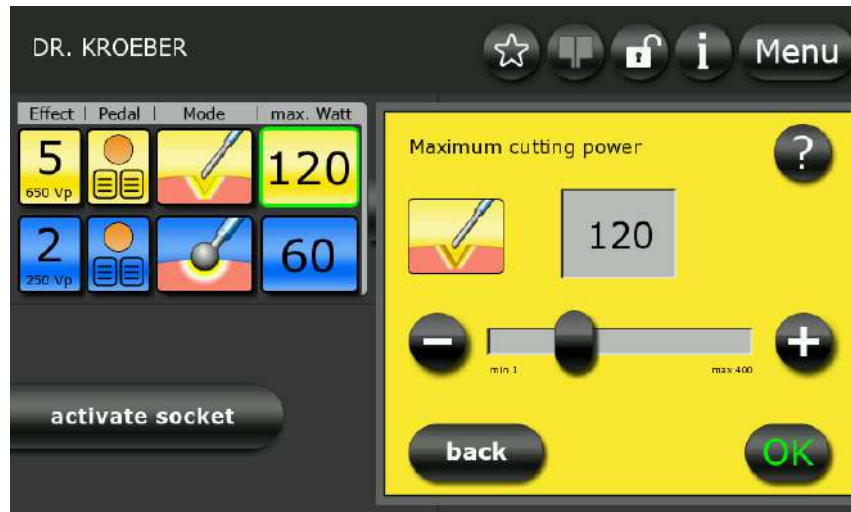 DR. KROEBER
i
Menu
Effect | Pedal | Mode | max. Watt
5
650 Vp
120
2
250 Vp
60
Maximum cutting power
?
120
min 1
max 400
activate socket
back
OK